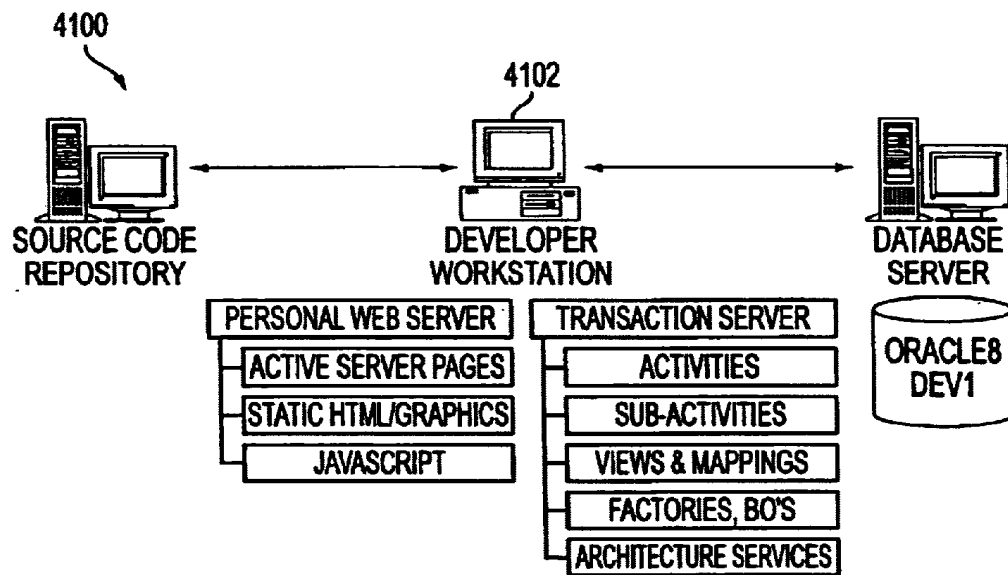 4100
4102
SOURCE CODE
REPOSITORY
DEVELOPER
WORKSTATION
DATABASE
SERVER
PERSONAL WEB SERVER
ACTIVE SERVER PAGES
STATIC HTML/GRAPHICS
JAVASCRIPT
TRANSACTION SERVER
ACTIVITIES
SUB-ACTIVITIES
VIEWS & MAPPINGS
FACTORIES, BO'S
ARCHITECTURE SERVICES
ORACLE8
DEV1